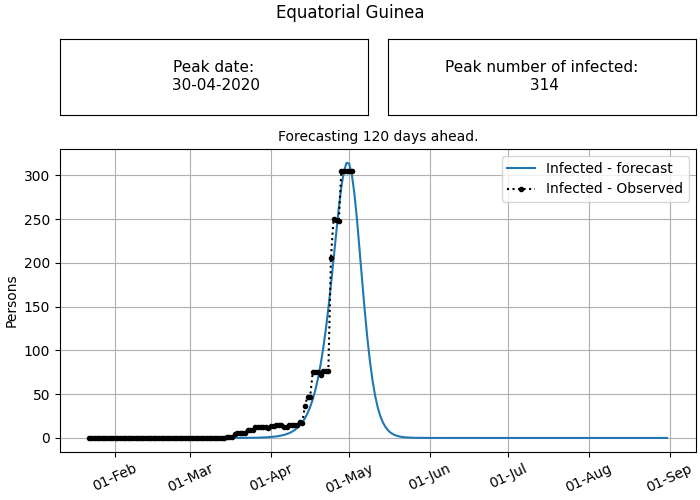 Equatorial Guinea
Peak date:
30-04-2020
Peak number of infected:
314
Forecasting 120 days ahead.
Infected - forecast
Infected - Observed
Persons
300
250
200
150
100
50
0
01-Feb
01-Mar
01-Apr
01-May
01-Jun
01-Jul
01-Aug
01-Sep